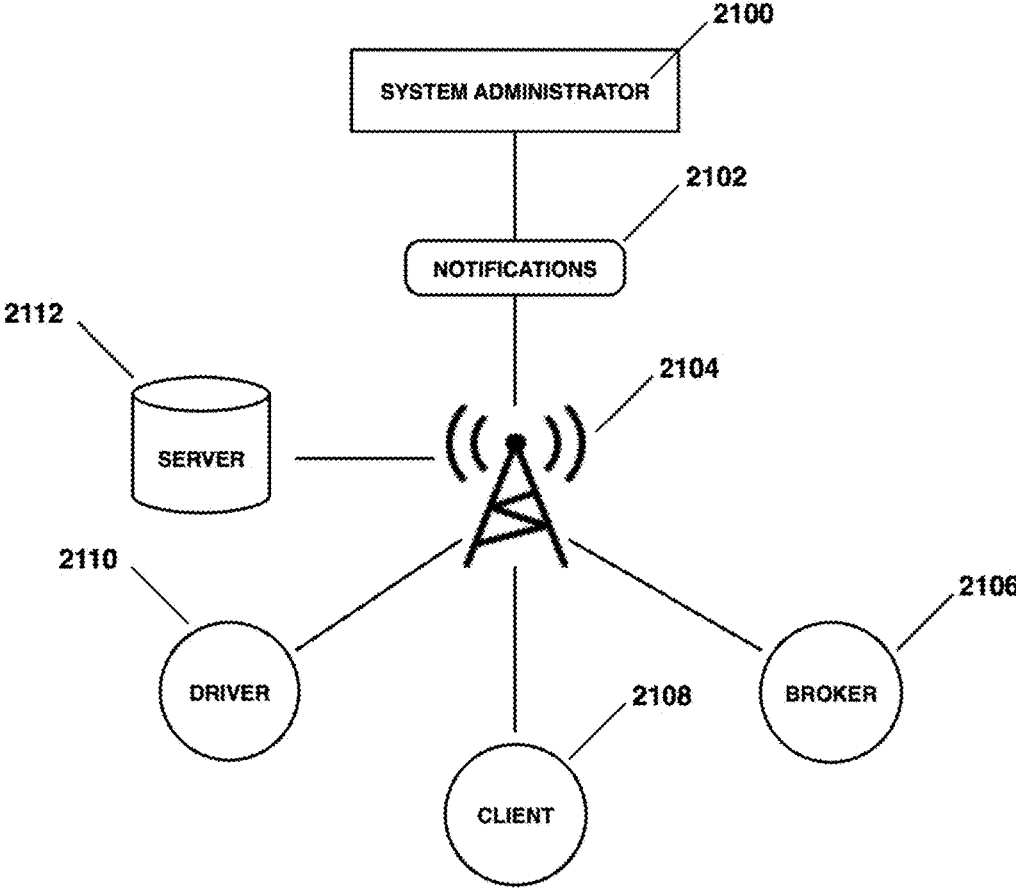 2100
SYSTEM ADMINISTRATOR
2102
NOTIFICATIONS
2112
2104
SERVER
2110
2106
DRIVER
BROKER
2108
CLIENT